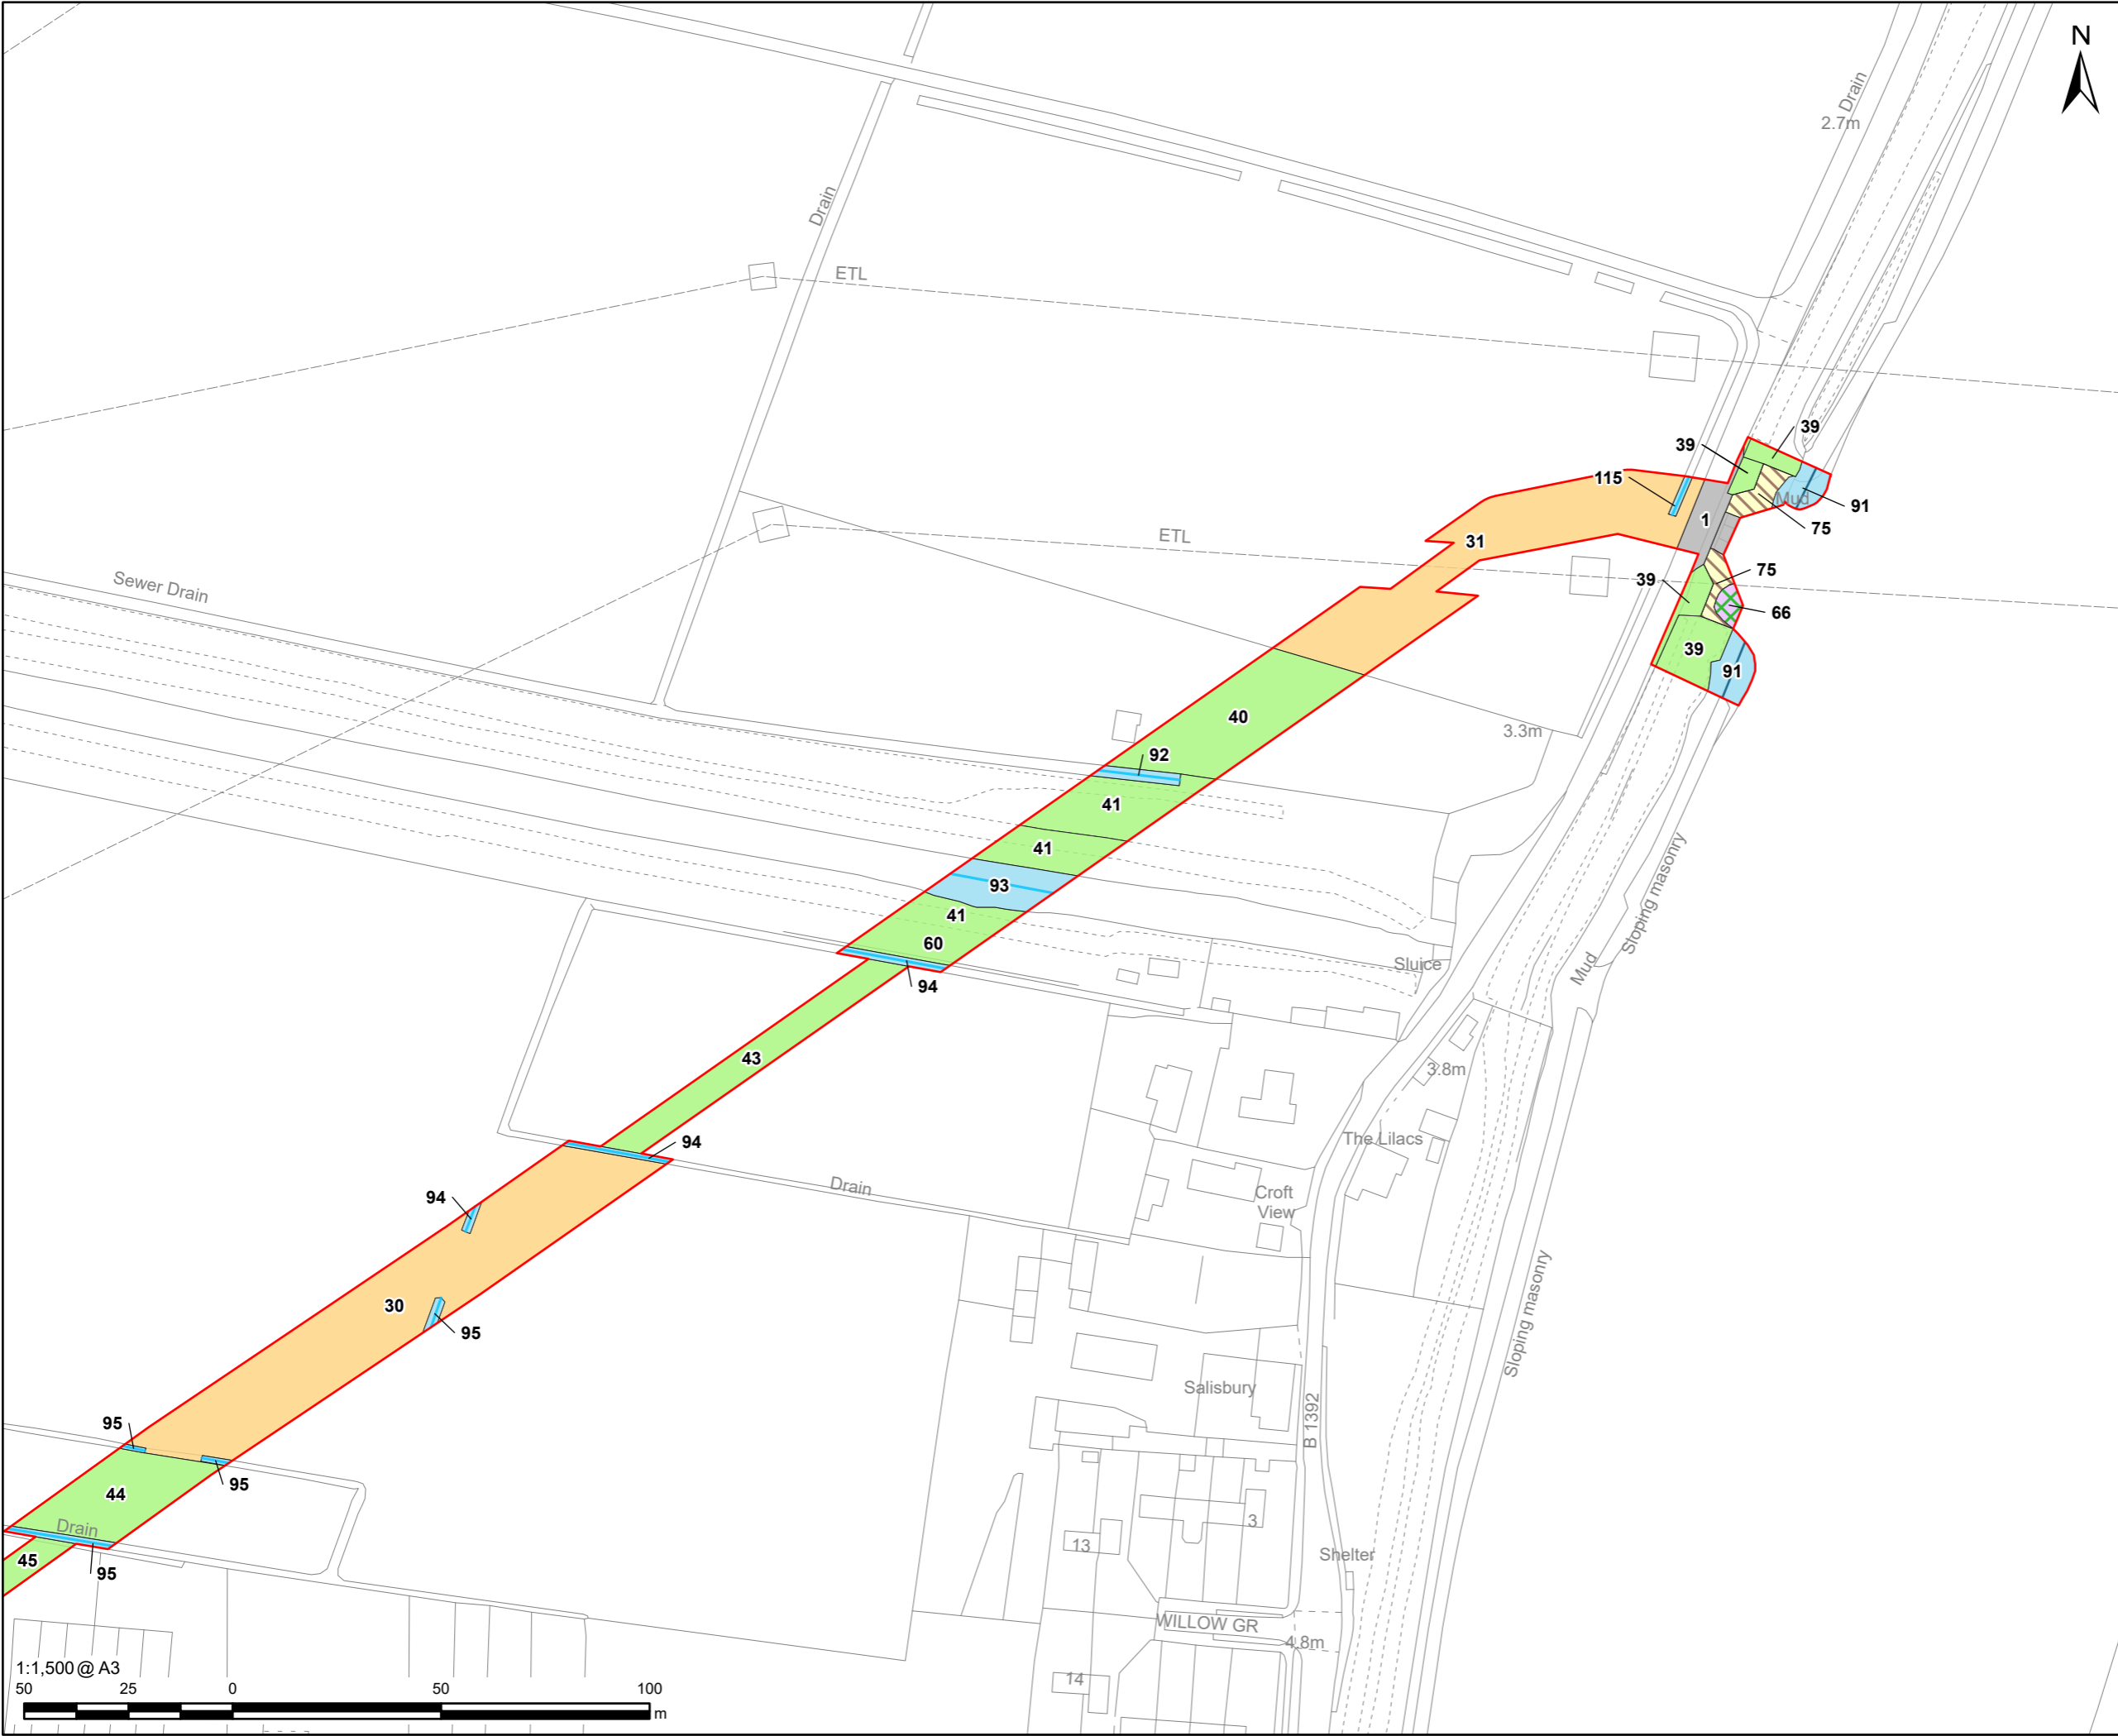 N
Drain
2.7m
Drain
ETL
39
39
115
91
1
75
ETL
31
75
39
Sewer Drain
66
39
91
40
3.3m
92
41
41
Sloping masonry
93
41
60
Sluice
Mud
Mud
94
43
3.8m
94
The Lilacs
Drain
94
Croft
View
30
95
Sloping masonry
Salisbury
B 1392
95
95
44
3
Drain
13
Shelter
45
95
WILLOW GR
4.8m
1:1,500 @ A3
14
50 25 0 50 100
m